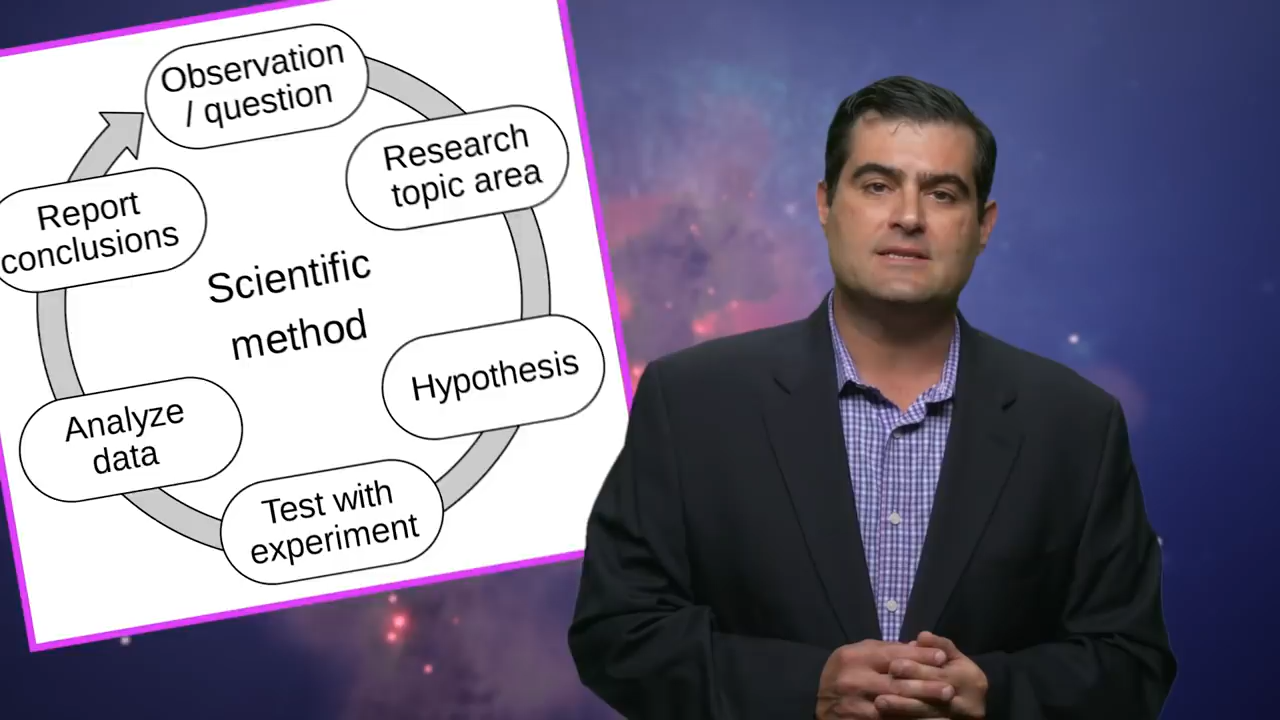 Observation
/ question
Research
topic area
Hypothesis
Test with
experiment
Analyze
data
Report
conclusions
Scientific
method